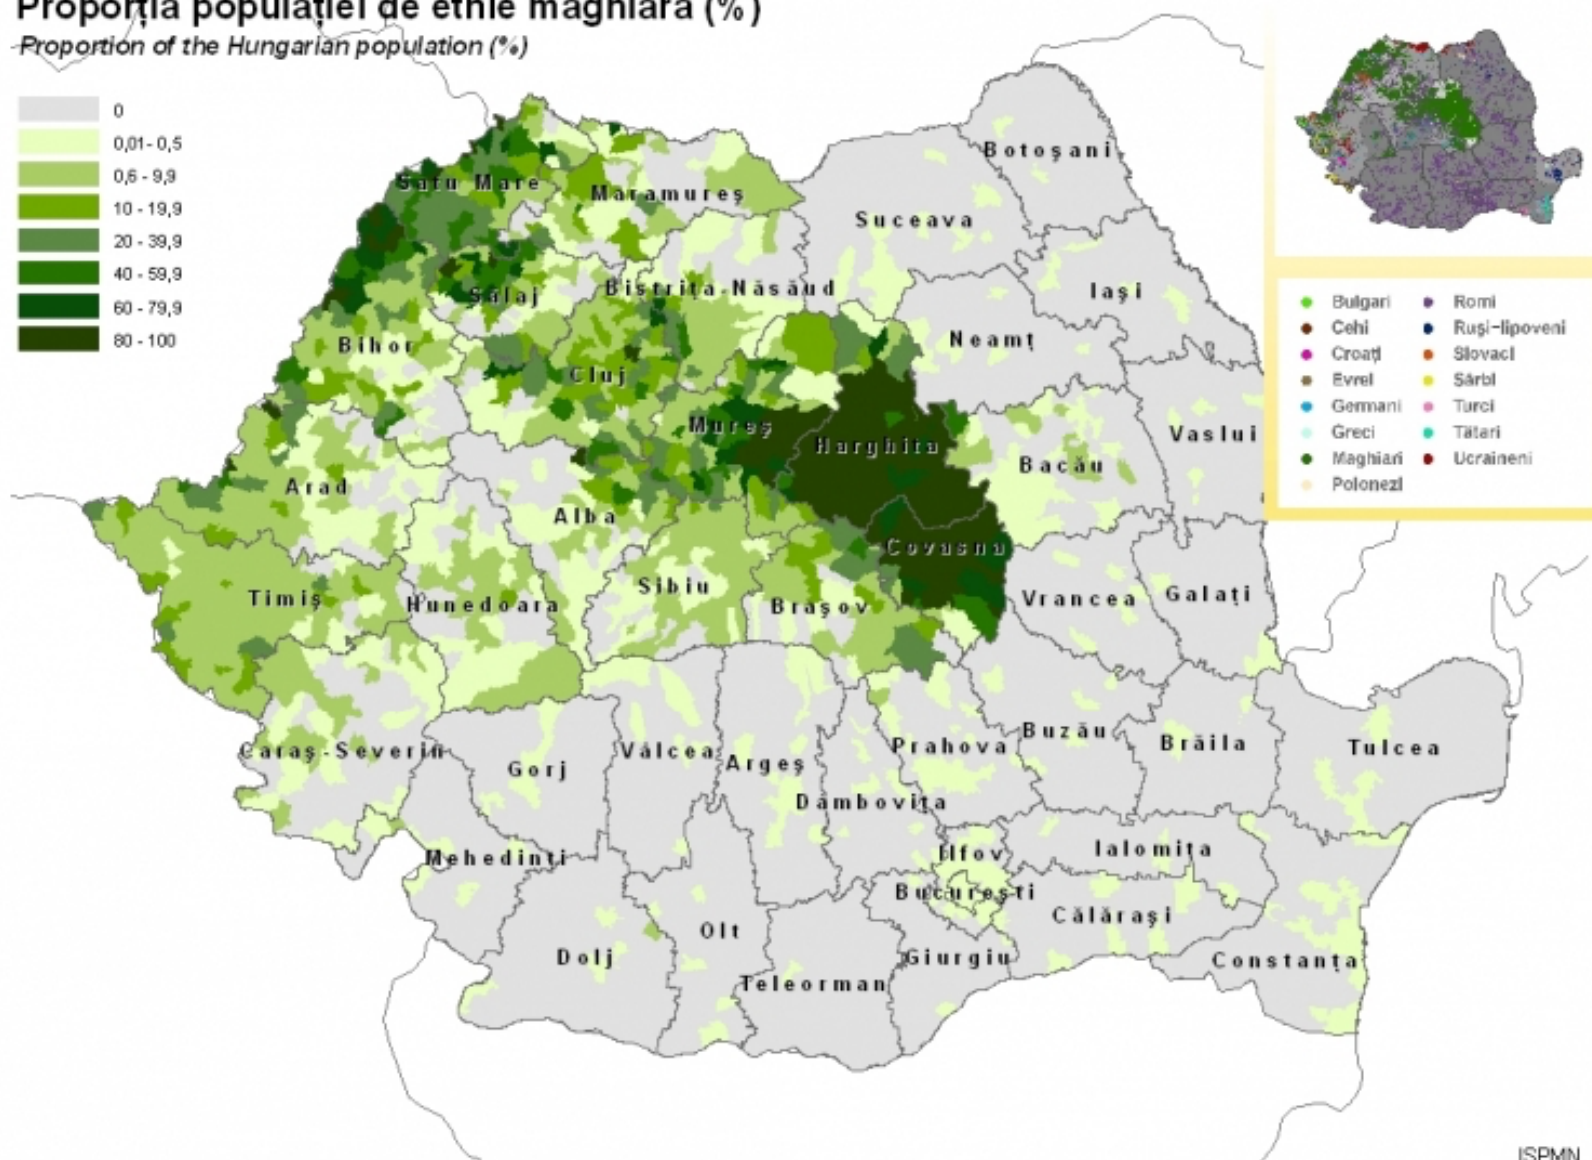 Proporția populației de etnie maghiară (%)
Proportion of the Hungarian population (%)
0
0,01 - 0,5
0,6 - 9,9
10 - 19,9
20 - 39,9
40 - 59,9
60 - 79,9
80 - 100
Botoșani
Satu Mare
Maramureș
Suceava
Sălaj
Bistrița-Năsăud
Iași
Bihor
Neamț
Cluj
Mureș
Harghita
Vaslui
Bacău
Arad
Alba
Covasna
Timiș
Hunedoara
Sibiu
Brașov
Vrancea
Galați
Caraș-Severin
Gorj
Vâlcea
Argeș
Prahova
Buzău
Brăila
Tulcea
Dâmbovița
Mehedinți
Ilfov
Ialomița
București
Călărași
Dolj
Olt
Giurgiu
Constanța
Teleorman
Bulgari
Cehi
Croați
Evrei
Germani
Greci
Maghiari
Polonezi
Romi
Ruși-lipoveni
Slovaci
Sârbi
Turci
Tătari
Ucraineni
ISPMN